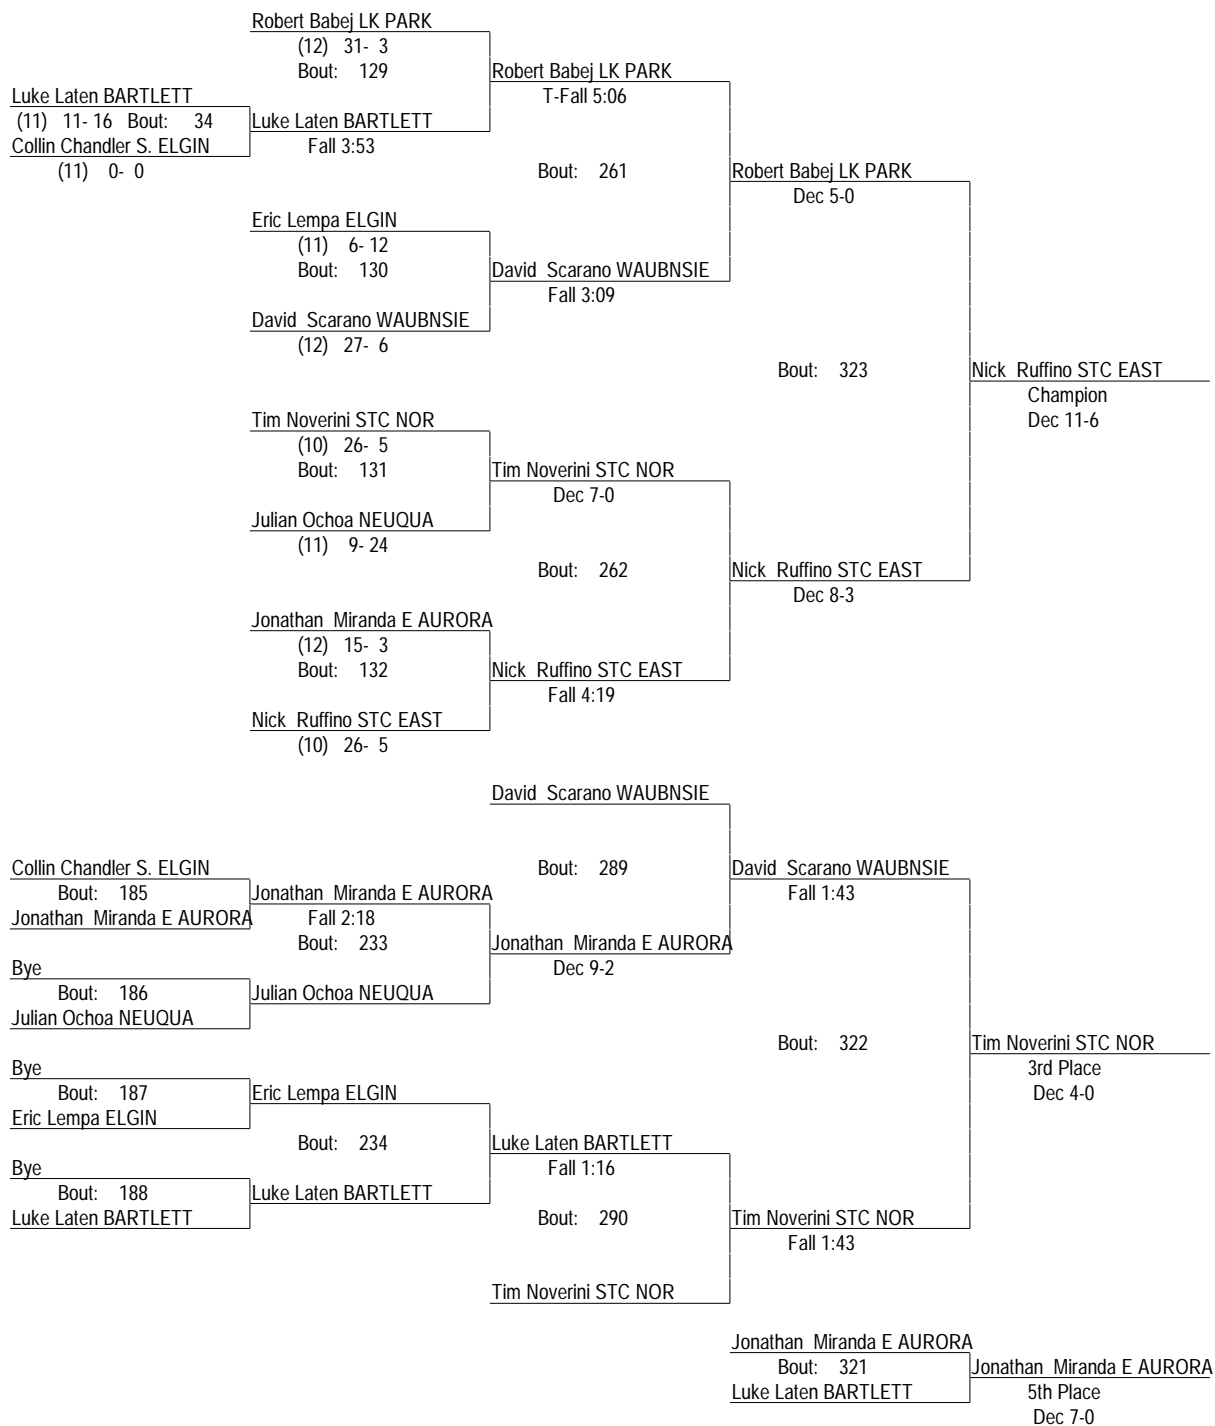 Robert Babej LK PARK
(12) 31- 3
Bout: 129
Robert Babej LK PARK
T-Fall 5:06
Luke Laten BARTLETT
(11) 11- 16 Bout: 34
Luke Laten BARTLETT
Collin Chandler S. ELGIN
Fall 3:53
(11) 0- 0
Bout: 261
Robert Babej LK PARK
Dec 5-0
Eric Lempa ELGIN
(11) 6- 12
Bout: 130
David Scarano WAUBNSIE
Fall 3:09
David Scarano WAUBNSIE
(12) 27- 6
Bout: 323
Nick Ruffino STC EAST
Champion
Dec 11-6
Tim Noverini STC NOR
(10) 26- 5
Bout: 131
Tim Noverini STC NOR
Dec 7-0
Julian Ochoa NEUQUA
(11) 9- 24
Bout: 262
Nick Ruffino STC EAST
Dec 8-3
Jonathan Miranda E AURORA
(12) 15- 3
Bout: 132
Nick Ruffino STC EAST
Fall 4:19
Nick Ruffino STC EAST
(10) 26- 5
David Scarano WAUBNSIE
Collin Chandler S. ELGIN
Bout: 289
David Scarano WAUBNSIE
Bout: 185
Jonathan Miranda E AURORA
Fall 1:43
Jonathan Miranda E AURORA
Fall 2:18
Bout: 233
Jonathan Miranda E AURORA
Dec 9-2
Bye
Bout: 186
Julian Ochoa NEUQUA
Julian Ochoa NEUQUA
Bout: 322
Tim Noverini STC NOR
3rd Place
Dec 4-0
Bye
Bout: 187
Eric Lempa ELGIN
Eric Lempa ELGIN
Bout: 234
Luke Laten BARTLETT
Fall 1:16
Bye
Bout: 188
Luke Laten BARTLETT
Luke Laten BARTLETT
Bout: 290
Tim Noverini STC NOR
Fall 1:43
Tim Noverini STC NOR
Jonathan Miranda E AURORA
Bout: 321
Jonathan Miranda E AURORA
Luke Laten BARTLETT
5th Place
Dec 7-0